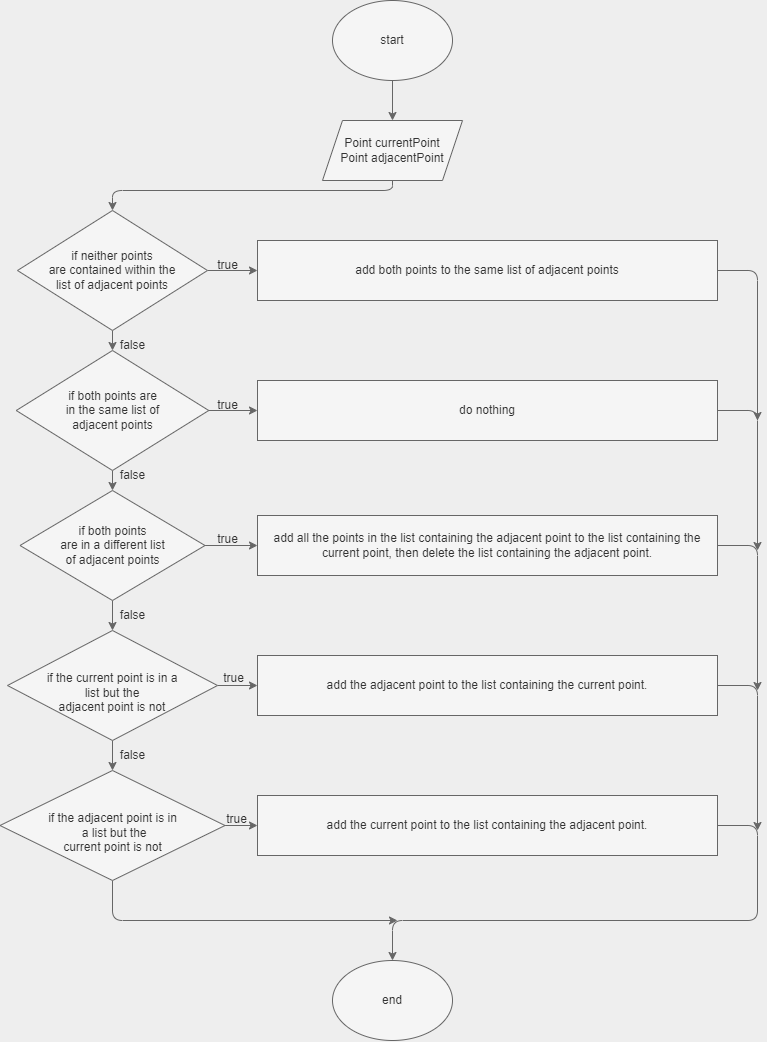 start
Point currentPoint
Point adjacentPoint
if neither points
are contained within the
list of adjacent points
true
add both points to the same list of adjacent points
false
if both points are
in the same list of
adjacent points
true
do nothing
false
if both points
are in a different list
of adjacent points
true
add all the points in the list containing the adjacent point to the list containing the
current point, then delete the list containing the adjacent point.
false
if the current point is in a
list but the
adjacent point is not
true
add the adjacent point to the list containing the current point.
false
if the adjacent point is in
a list but the
current point is not
true
add the current point to the list containing the adjacent point.
end